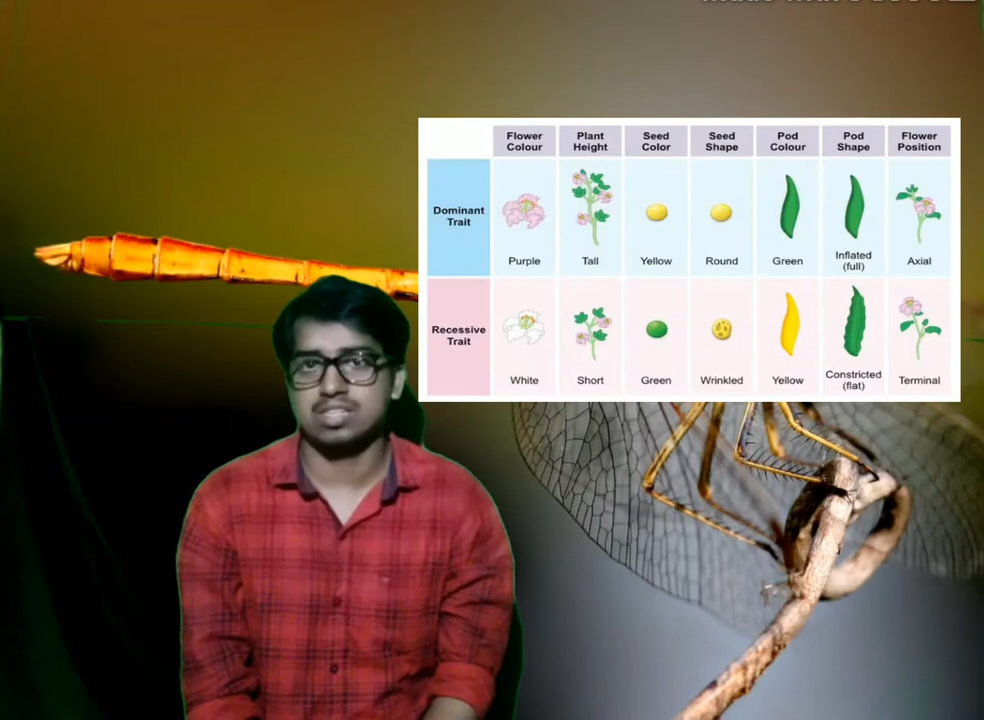 Flower Colour
Plant Height
Seed Color
Seed Shape
Pod Colour
Pod Shape
Flower Position
Dominant Trait
Purple
Tall
Yellow
Round
Green
Inflated (full)
Axial
Recessive Trait
White
Short
Green
Wrinkled
Yellow
Constricted (flat)
Terminal